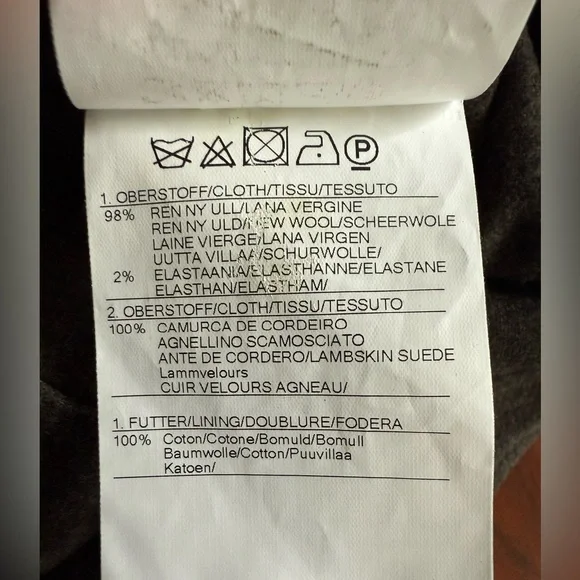 P
1. OBERSTOFF/CLOTH/TISSU/TESSUTO
98% REN NY ULL/LANA VERGINE
REN NY ULD/NEW WOOL/SCHEERWOLE
LAINE VIERGE/LANA VIRGEN
UUTTA VILLAA/SCHURWOLLE/
2% ELASTAANIA/ELASTHANNE/ELASTANE
ELASTHAN/ELASTHAM/
2. OBERSTOFF/CLOTH/TISSU/TESSUTO
100% CAMURCA DE CORDEIRO
AGNELLINO SCAMOSCIATO
ANTE DE CORDERO/LAMBSKIN SUEDE
Lammvelours
CUIR VELOURS AGNEAU/
1. FUTTER/LINING/DOUBLURE/FODERA
100% Coton/Cotone/Bomuld/Bomull
Baumwolle/Cotton/Puuvillaa
Katoen/